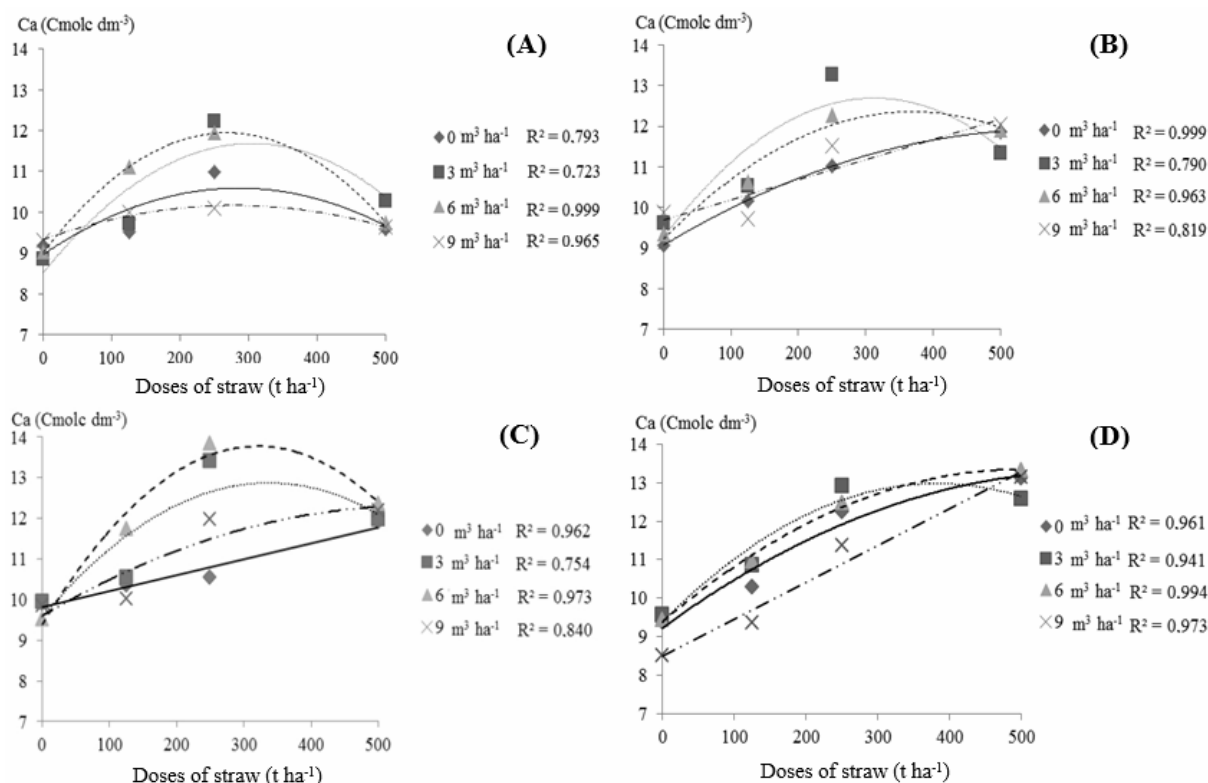 Ca (Cmolc dm-3)
(A)
14
13
12
11
10
9
8
7
0 100 200 300 400 500
Doses of straw (t ha-1)
0 m³ ha-1 R² = 0.793
3 m³ ha-1 R² = 0.723
6 m³ ha-1 R² = 0.999
9 m³ ha-1 R² = 0.965
Ca (Cmolc dm-3)
(B)
14
13
12
11
10
9
8
7
0 100 200 300 400 500
Doses of straw (t ha-1)
0 m³ ha-1 R² = 0.999
3 m³ ha-1 R² = 0.790
6 m³ ha-1 R² = 0.963
9 m³ ha-1 R² = 0.819
Ca (Cmolc dm-3)
(C)
14
13
12
11
10
9
8
7
0 100 200 300 400 500
Doses of straw (t ha-1)
0 m³ ha-1 R² = 0.962
3 m³ ha-1 R² = 0.754
6 m³ ha-1 R² = 0.973
9 m³ ha-1 R² = 0.840
Ca (Cmolc dm-3)
(D)
14
13
12
11
10
9
8
7
0 100 200 300 400 500
Doses of straw (t ha-1)
0 m³ ha-1 R² = 0.961
3 m³ ha-1 R² = 0.941
6 m³ ha-1 R² = 0.994
9 m³ ha-1 R² = 0.973